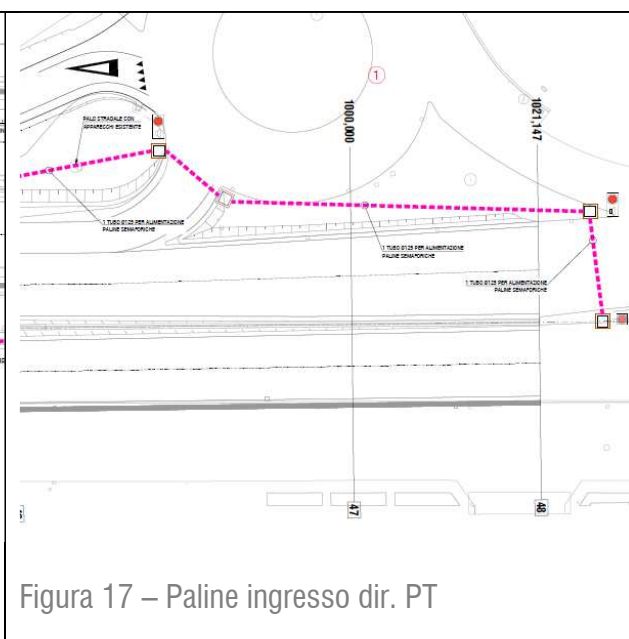 1
PALO STRADALE CON
APPARECCHI ESISTENTE
1000,000
1021,147
1 TUBO Ø125 PER ALIMENTAZIONE
PALINE SEMAFORICHE
1 TUBO Ø125 PER ALIMENTAZIONE
PALINE SEMAFORICHE
1 TUBO Ø125 PER ALIMENTAZIONE
PALINE SEMAFORICHE
47
48
Figura 17 – Paline ingresso dir. PT